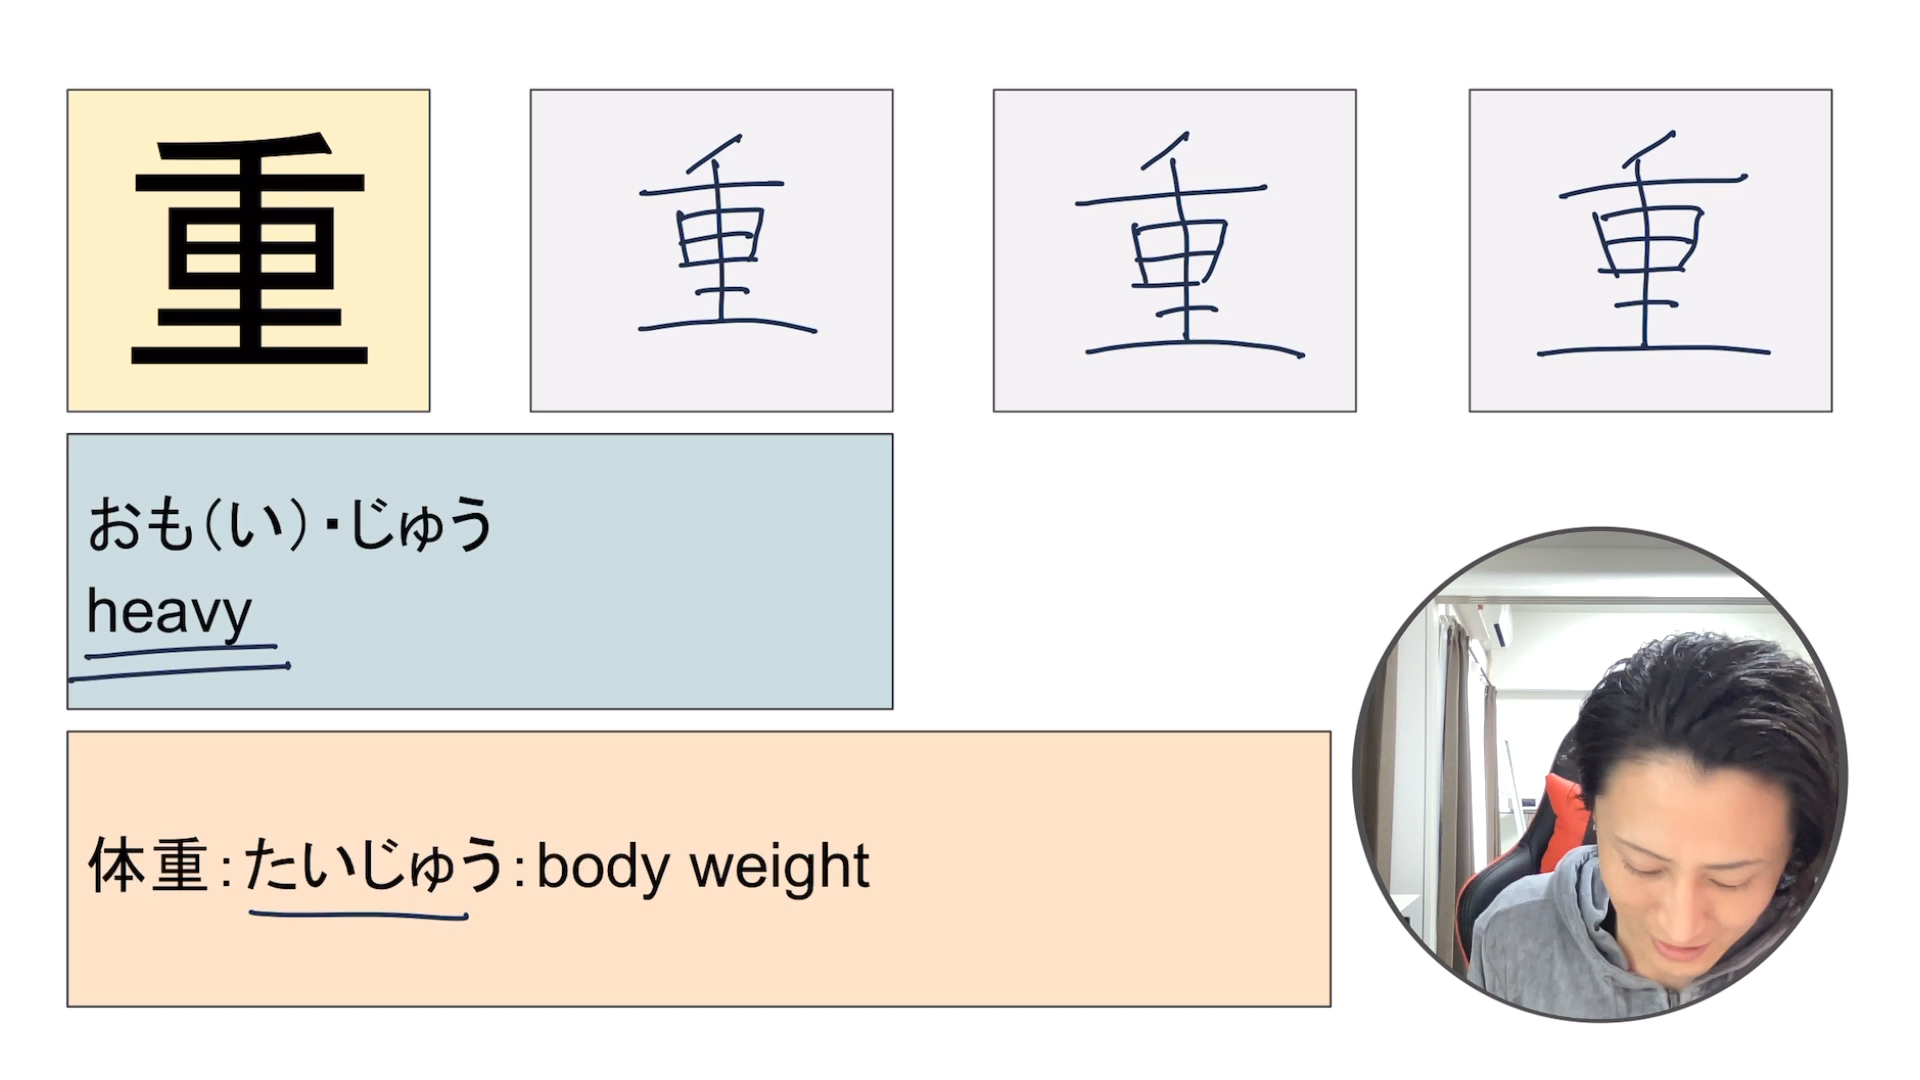 重 重 重 重
おも(い)・じゅう
heavy
体重:たいじゅう:body weight